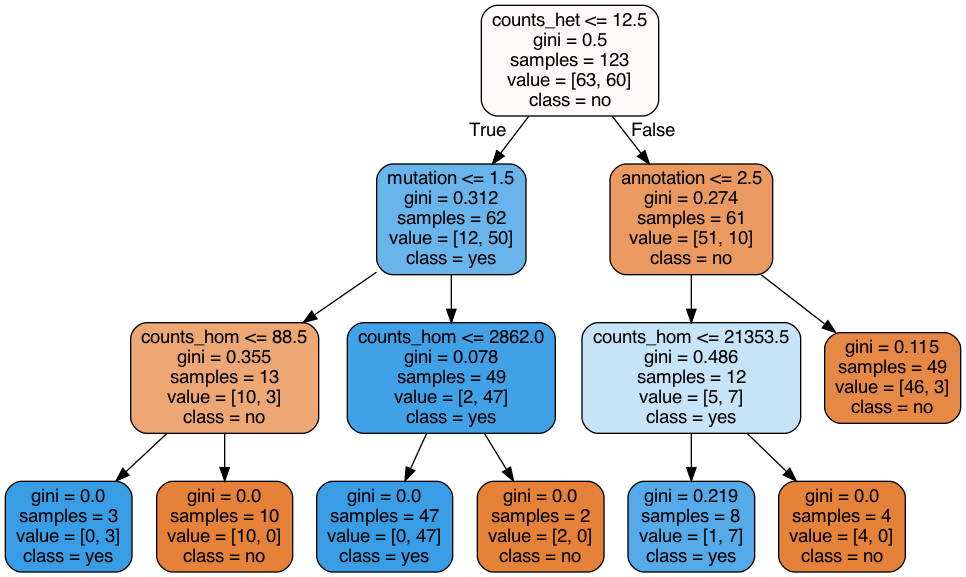 counts_het <= 12.5
gini = 0.5
samples = 123
value = [63, 60]
class = no
True
False
mutation <= 1.5
gini = 0.312
samples = 62
value = [12, 50]
class = yes
annotation <= 2.5
gini = 0.274
samples = 61
value = [51, 10]
class = no
counts_hom <= 88.5
gini = 0.355
samples = 13
value = [10, 3]
class = no
counts_hom <= 2862.0
gini = 0.078
samples = 49
value = [2, 47]
class = yes
counts_hom <= 21353.5
gini = 0.486
samples = 12
value = [5, 7]
class = yes
gini = 0.115
samples = 49
value = [46, 3]
class = no
gini = 0.0
samples = 3
value = [0, 3]
class = yes
gini = 0.0
samples = 10
value = [10, 0]
class = no
gini = 0.0
samples = 47
value = [0, 47]
class = yes
gini = 0.0
samples = 2
value = [2, 0]
class = no
gini = 0.219
samples = 8
value = [1, 7]
class = yes
gini = 0.0
samples = 4
value = [4, 0]
class = no